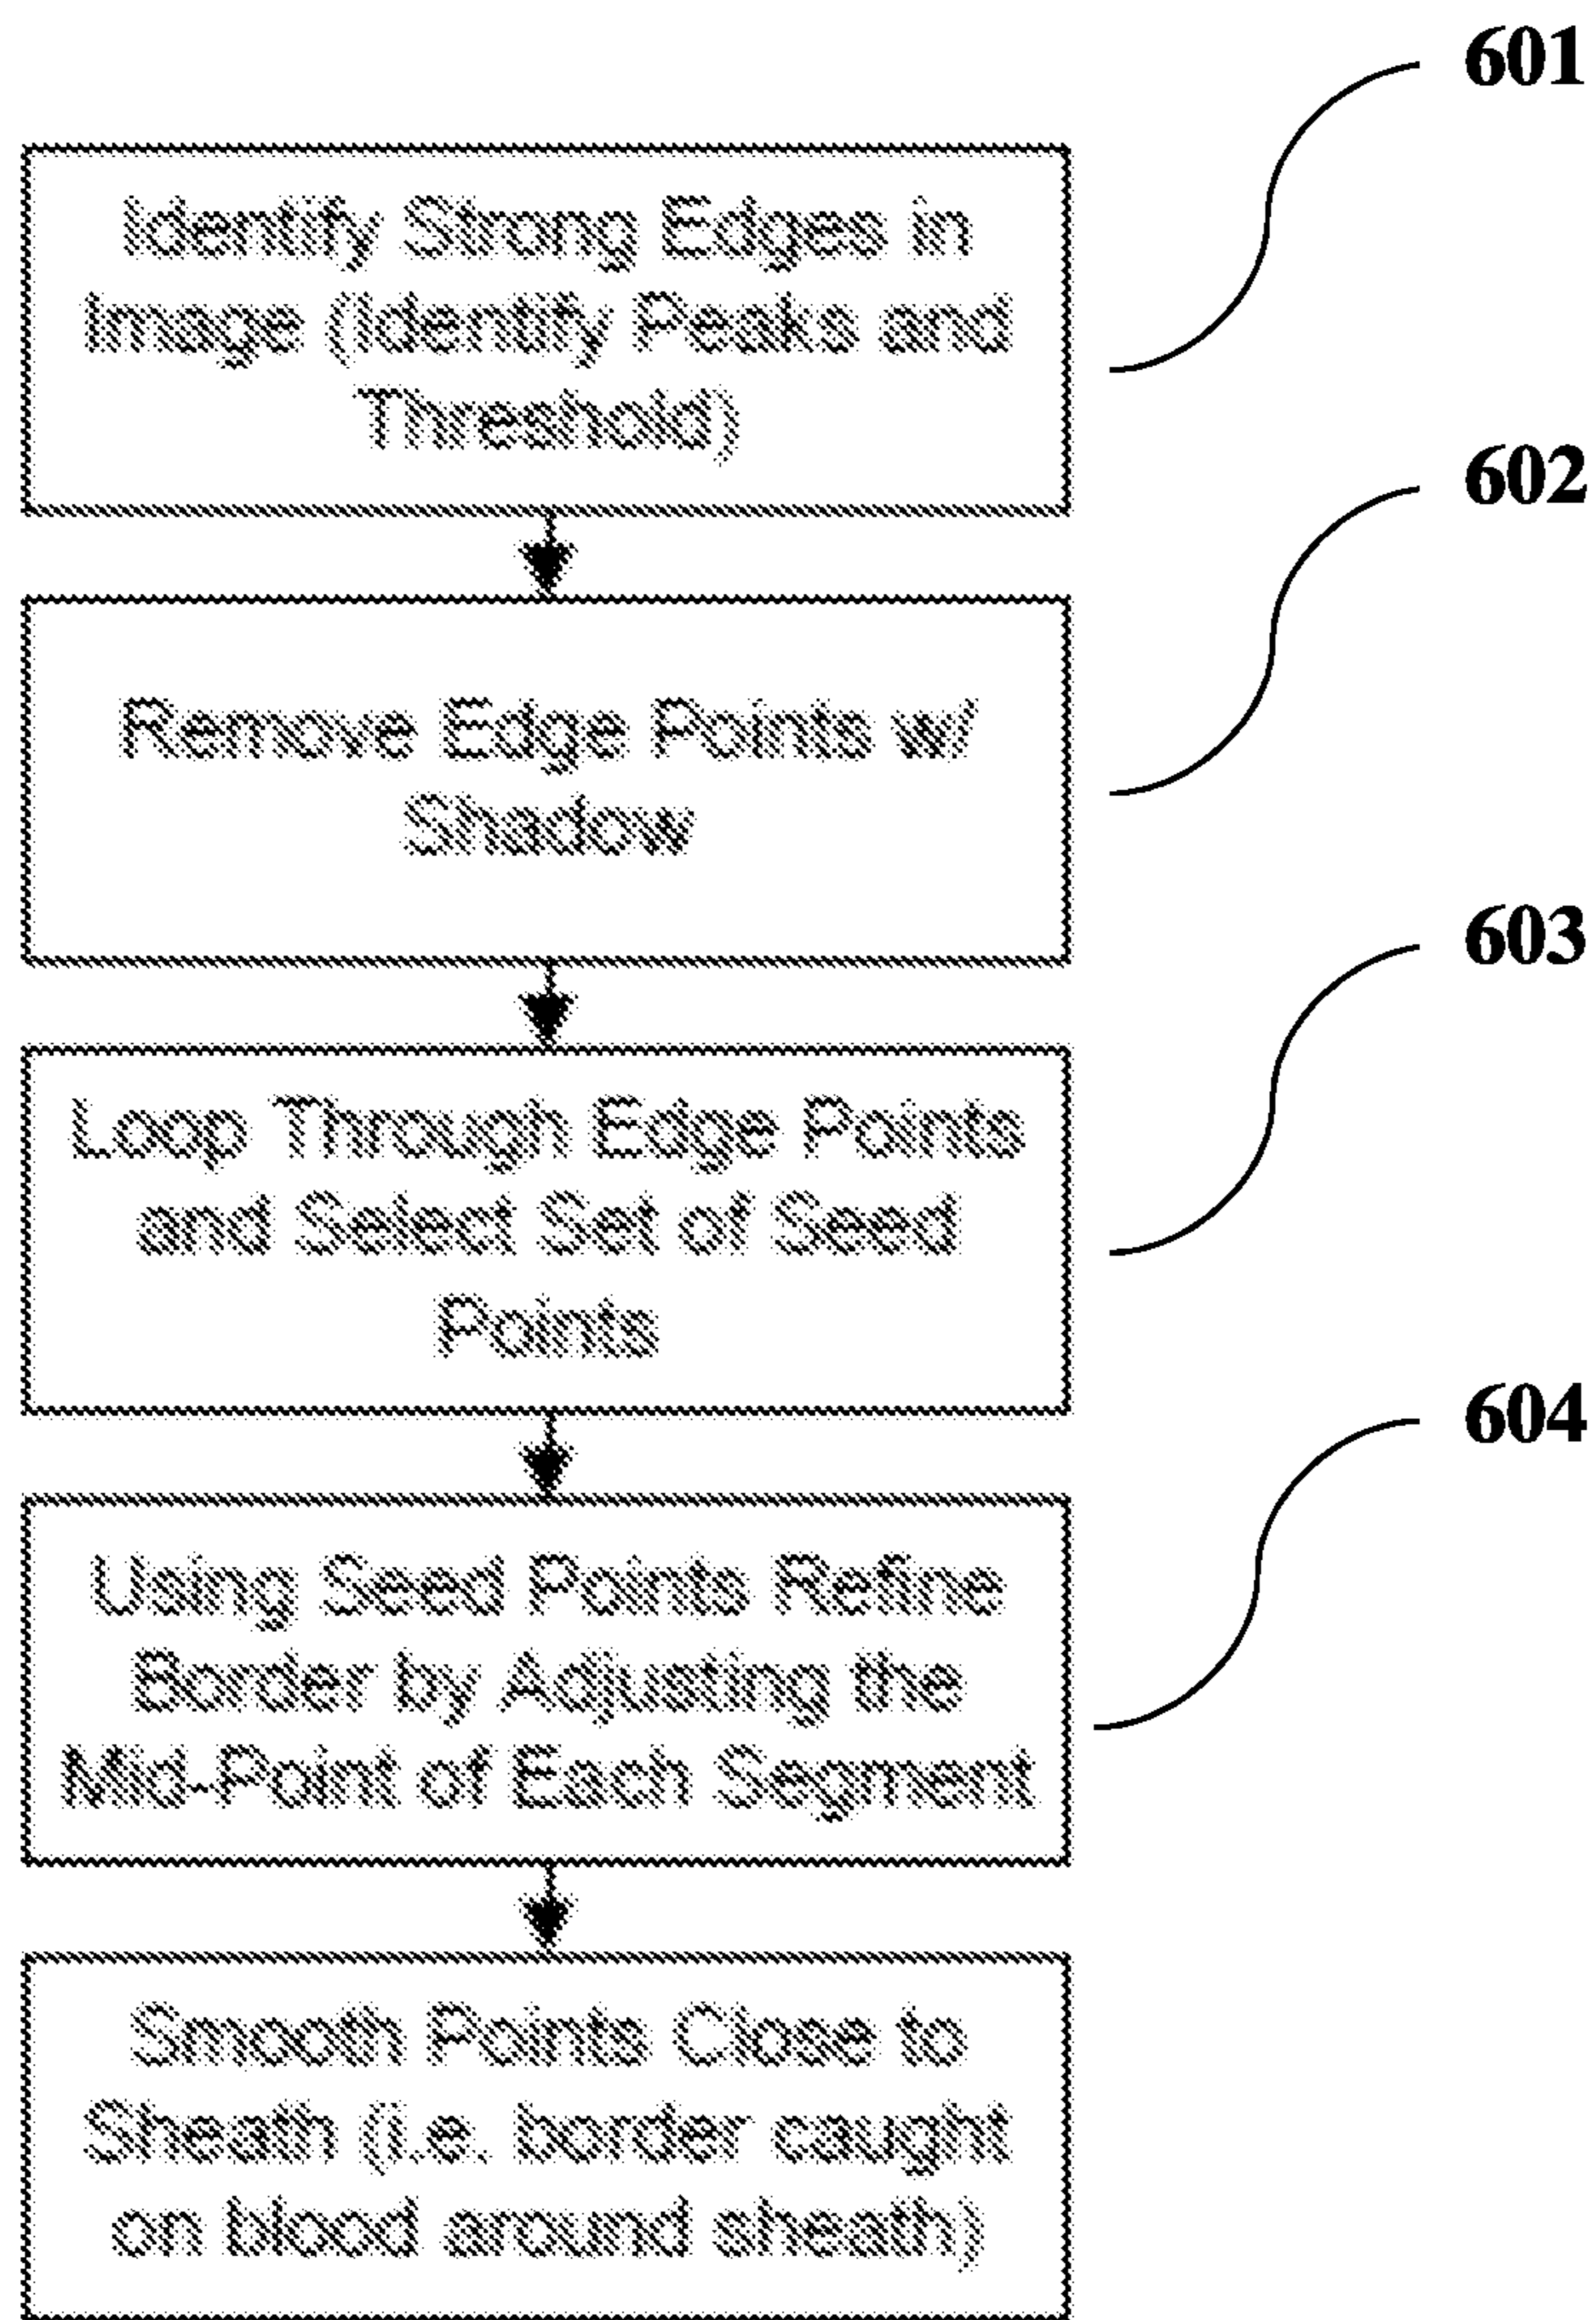 601
Identify Strong Edges in
Image (Identify Peaks and
Threshold)
602
Remove Edge Points w/
Shadow
603
Loop Through Edge Points
and Select Set of Seed
Points
604
Using Seed Points Refine
Border by Adjusting the
Mid-Point of Each Segment
Smooth Points Close to
Sheath (i.e. border caught
on blood around sheath)